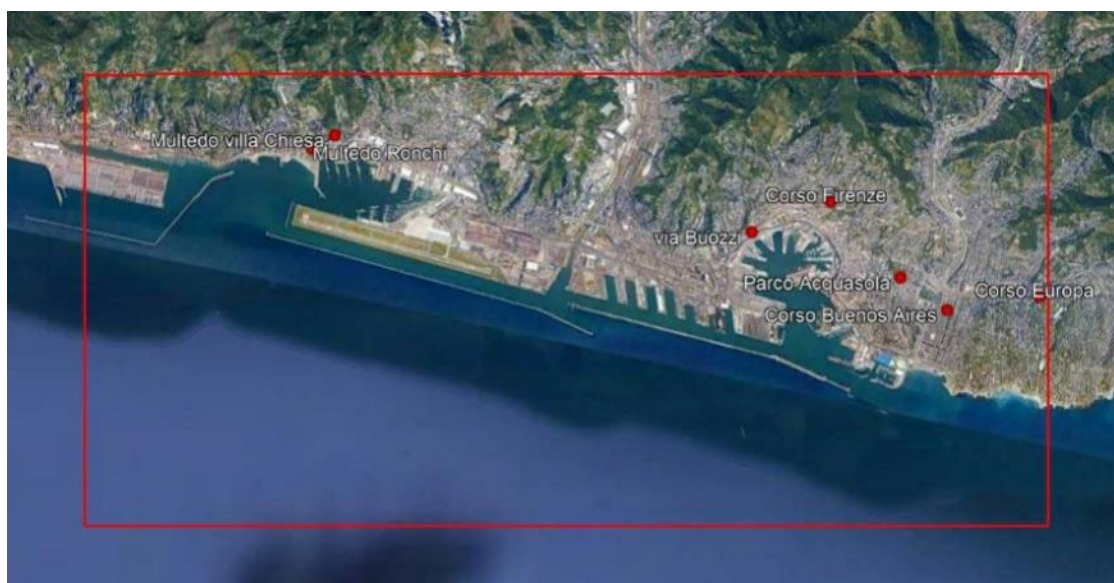 Multedo villa Chiesa
Multedo Ronchi
Corso Firenze
via Buozzi
Parco Acquasola
Corso Europa
Corso Buenos Aires